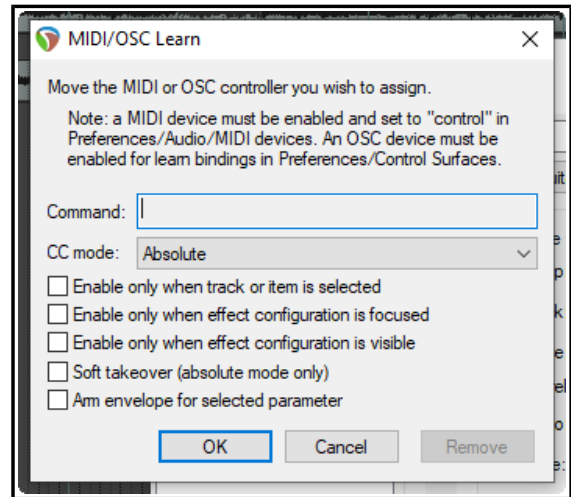 MIDI/OSC Learn
Move the MIDI or OSC controller you wish to assign.
Note: a MIDI device must be enabled and set to "control" in
Preferences/Audio/MIDI devices. An OSC device must be
enabled for learn bindings in Preferences/Control Surfaces.
Command:
CC mode: Absolute
Enable only when track or item is selected
Enable only when effect configuration is focused
Enable only when effect configuration is visible
Soft takeover (absolute mode only)
Arm envelope for selected parameter
OK Cancel Remove